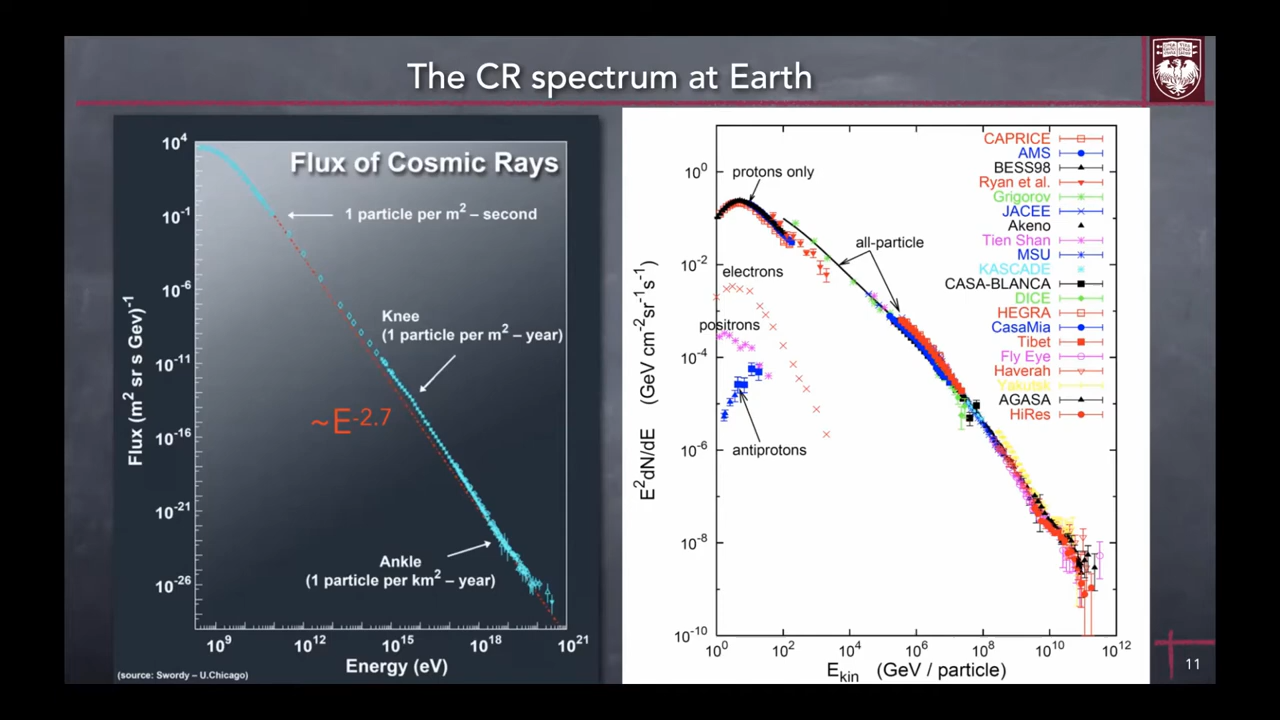 The CR spectrum at Earth
Flux of Cosmic Rays
Flux (m² sr s Gev)⁻¹
10⁴
10⁻¹
10⁻⁶
10⁻¹¹
10⁻¹⁶
10⁻²¹
10⁻²⁶
1 particle per m² – second
Knee
(1 particle per m² – year)
~E⁻²·⁷
Ankle
(1 particle per km² – year)
10⁹
10¹²
10¹⁵
10¹⁸
10²¹
Energy (eV)
(source: Swordy – U.Chicago)
E²dN/dE (GeV cm⁻²sr⁻¹s⁻¹)
10⁰
10⁻²
10⁻⁴
10⁻⁶
10⁻⁸
10⁻¹⁰
protons only
all-particle
electrons
positrons
antiprotons
CAPRICE
AMS
BESS98
Ryan et al.
Grigorov
JACEE
Akeno
Tien Shan
MSU
KASCADE
CASA-BLANCA
DICE
HEGRA
CasaMia
Tibet
Fly Eye
Haverah
Yakutsk
AGASA
HiRes
10⁰
10²
10⁴
10⁶
10⁸
10¹⁰
10¹²
Eₖᵢₙ (GeV / particle)
11